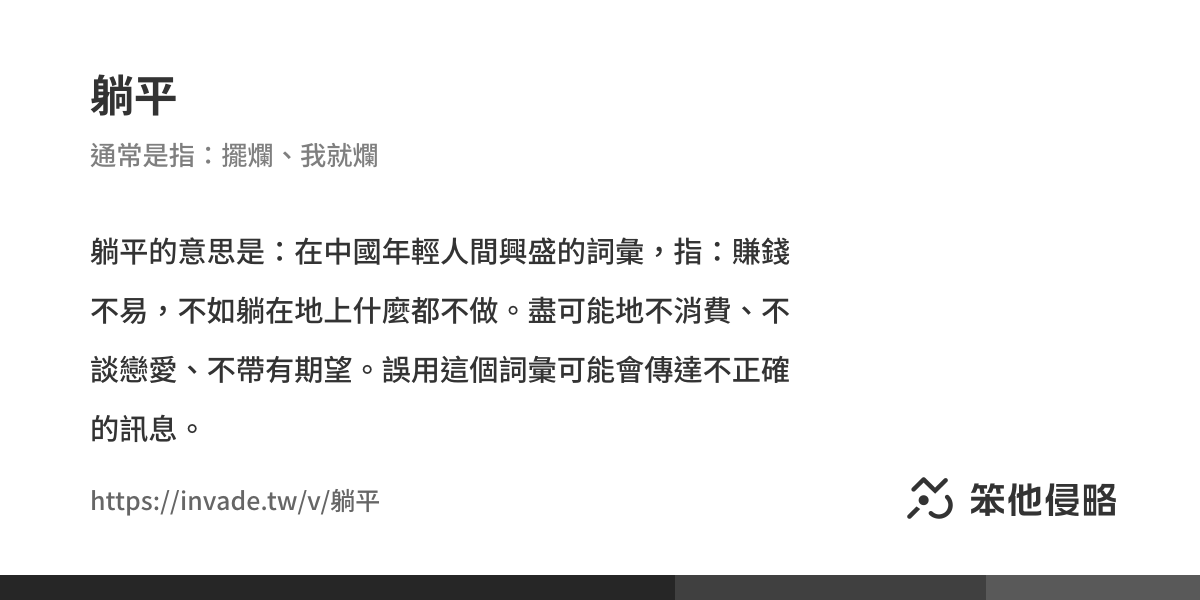 躺平
通常是指：擺爛、我就爛
躺平的意思是：在中國年輕人間興盛的詞彙，指：賺錢
不易，不如躺在地上什麼都不做。盡可能地不消費、不
談戀愛、不帶有期望。誤用這個詞彙可能會傳達不正確
的訊息。
https://invade.tw/v/躺平
笨他侵略